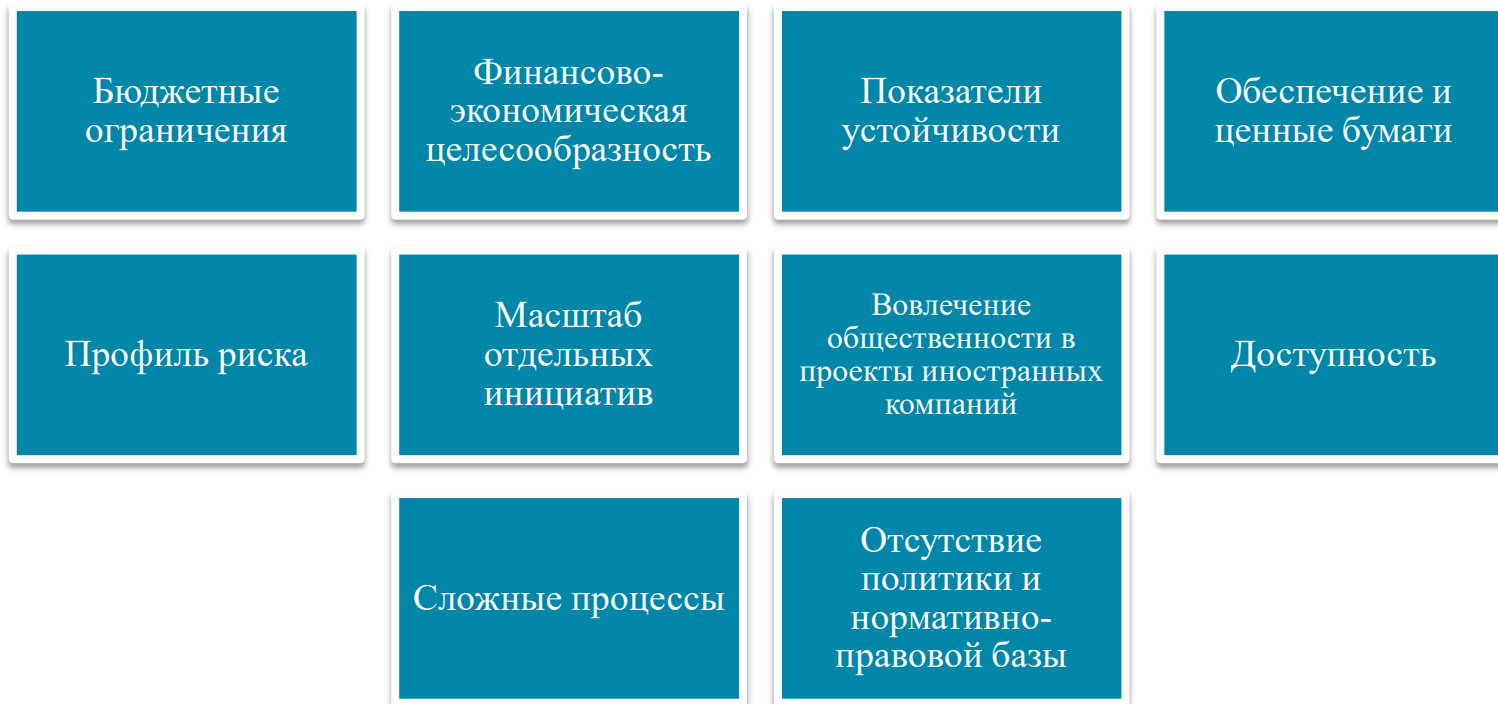 Бюджетные
ограничения
Финансово-
экономическая
целесообразность
Показатели
устойчивости
Обеспечение и
ценные бумаги
Профиль риска
Масштаб
отдельных
инициатив
Вовлечение
общественности в
проекты иностранных
компаний
Доступность
Сложные процессы
Отсутствие
политики и
нормативно-
правовой базы